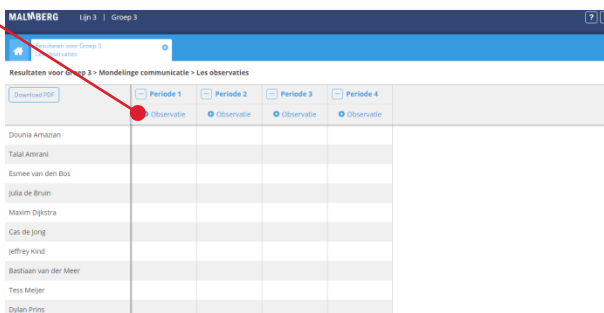 MALMBERG Lijn 3 | Groep 3 ?
Resultaten voor Groep 3
Les observaties
Resultaten voor Groep 3 > Mondelinge communicatie > Les observaties
Download PDF Periode 1 Periode 2 Periode 3 Periode 4
Observatie Observatie Observatie Observatie
Dounia Amazian
Talal Amrani
Esmee van den Bos
Julia de Bruin
Maxim Dijkstra
Cas de Jong
Jeffrey Kind
Bastiaan van der Meer
Tess Meijer
Dylan Prins